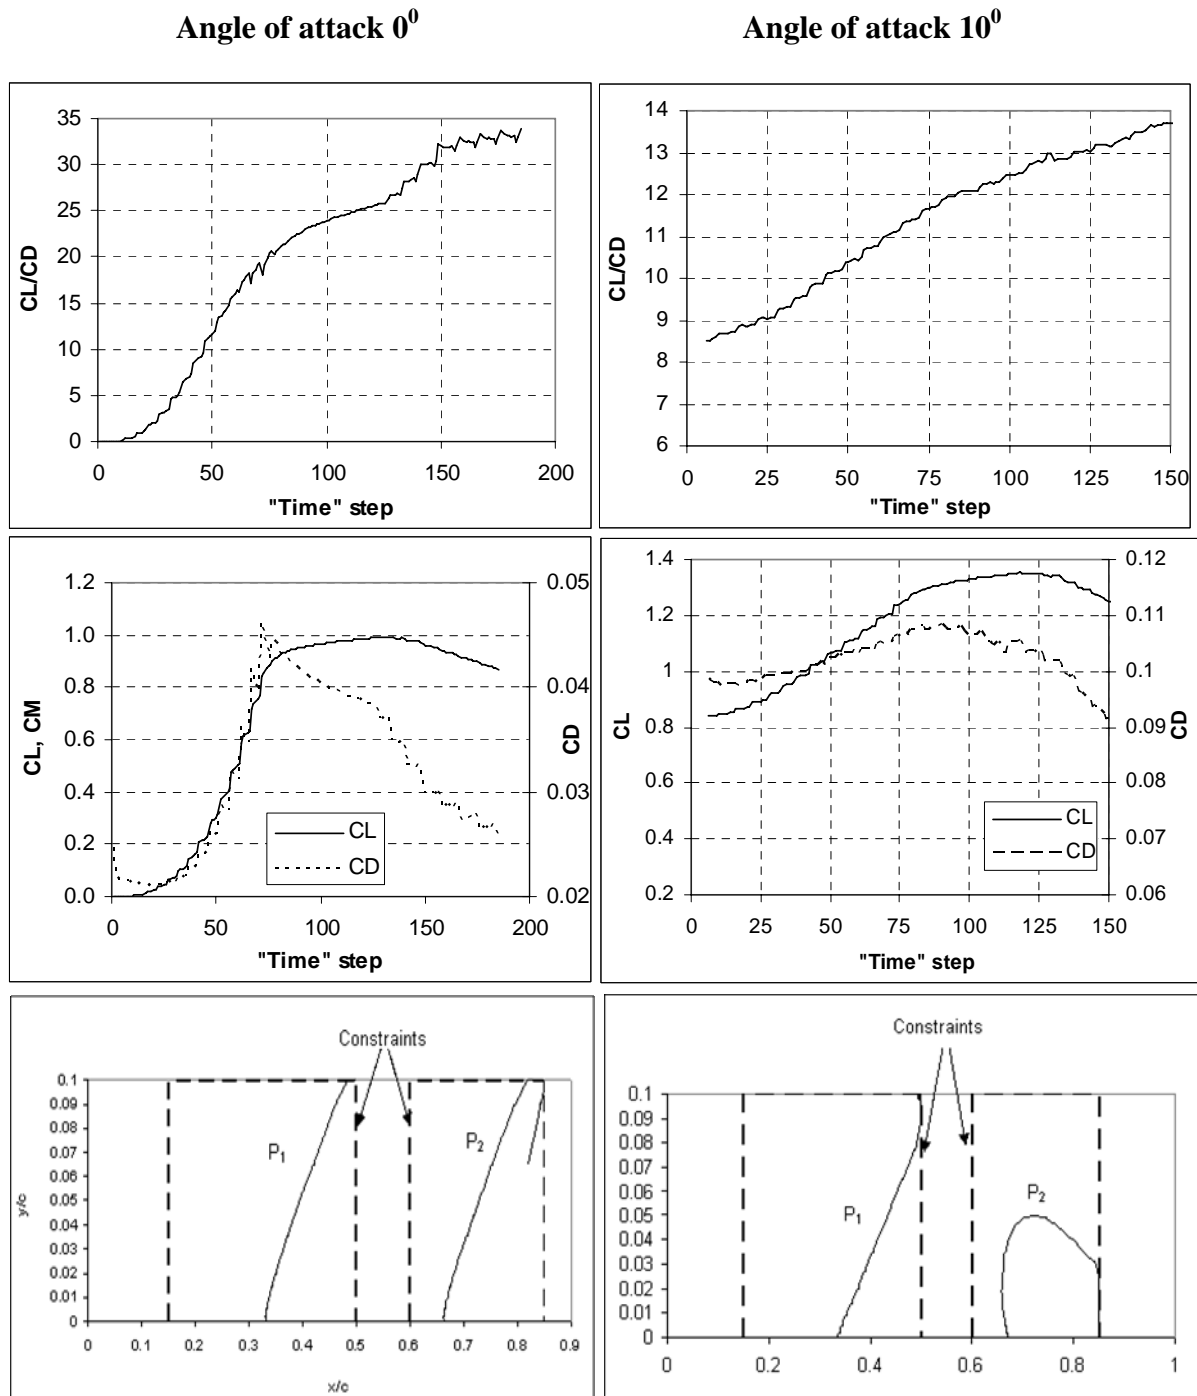 Angle of attack 0⁰
Angle of attack 10⁰
35
30
25
20
15
10
5
0
CL/CD
0 50 100 150 200
"Time" step
14
13
12
11
10
9
8
7
6
CL/CD
0 25 50 75 100 125 150
"Time" step
1.2
1.0
0.8
0.6
0.4
0.2
0.0
CL, CM
0.05
0.04
0.03
0.02
CD
CL
CD
0 50 100 150 200
"Time" step
1.4
1.2
1
0.8
0.6
0.4
0.2
CL
0.12
0.11
0.1
0.09
0.08
0.07
0.06
CD
CL
CD
0 25 50 75 100 125 150
"Time" step
Constraints
0.1
0.09
0.08
0.07
0.06
0.05
0.04
0.03
0.02
0.01
0
y/c
P₁
P₂
0 0.1 0.2 0.3 0.4 0.5 0.6 0.7 0.8 0.9
x/c
Constraints
0.1
0.09
0.08
0.07
0.06
0.05
0.04
0.03
0.02
0.01
0
P₁
P₂
0 0.2 0.4 0.6 0.8 1